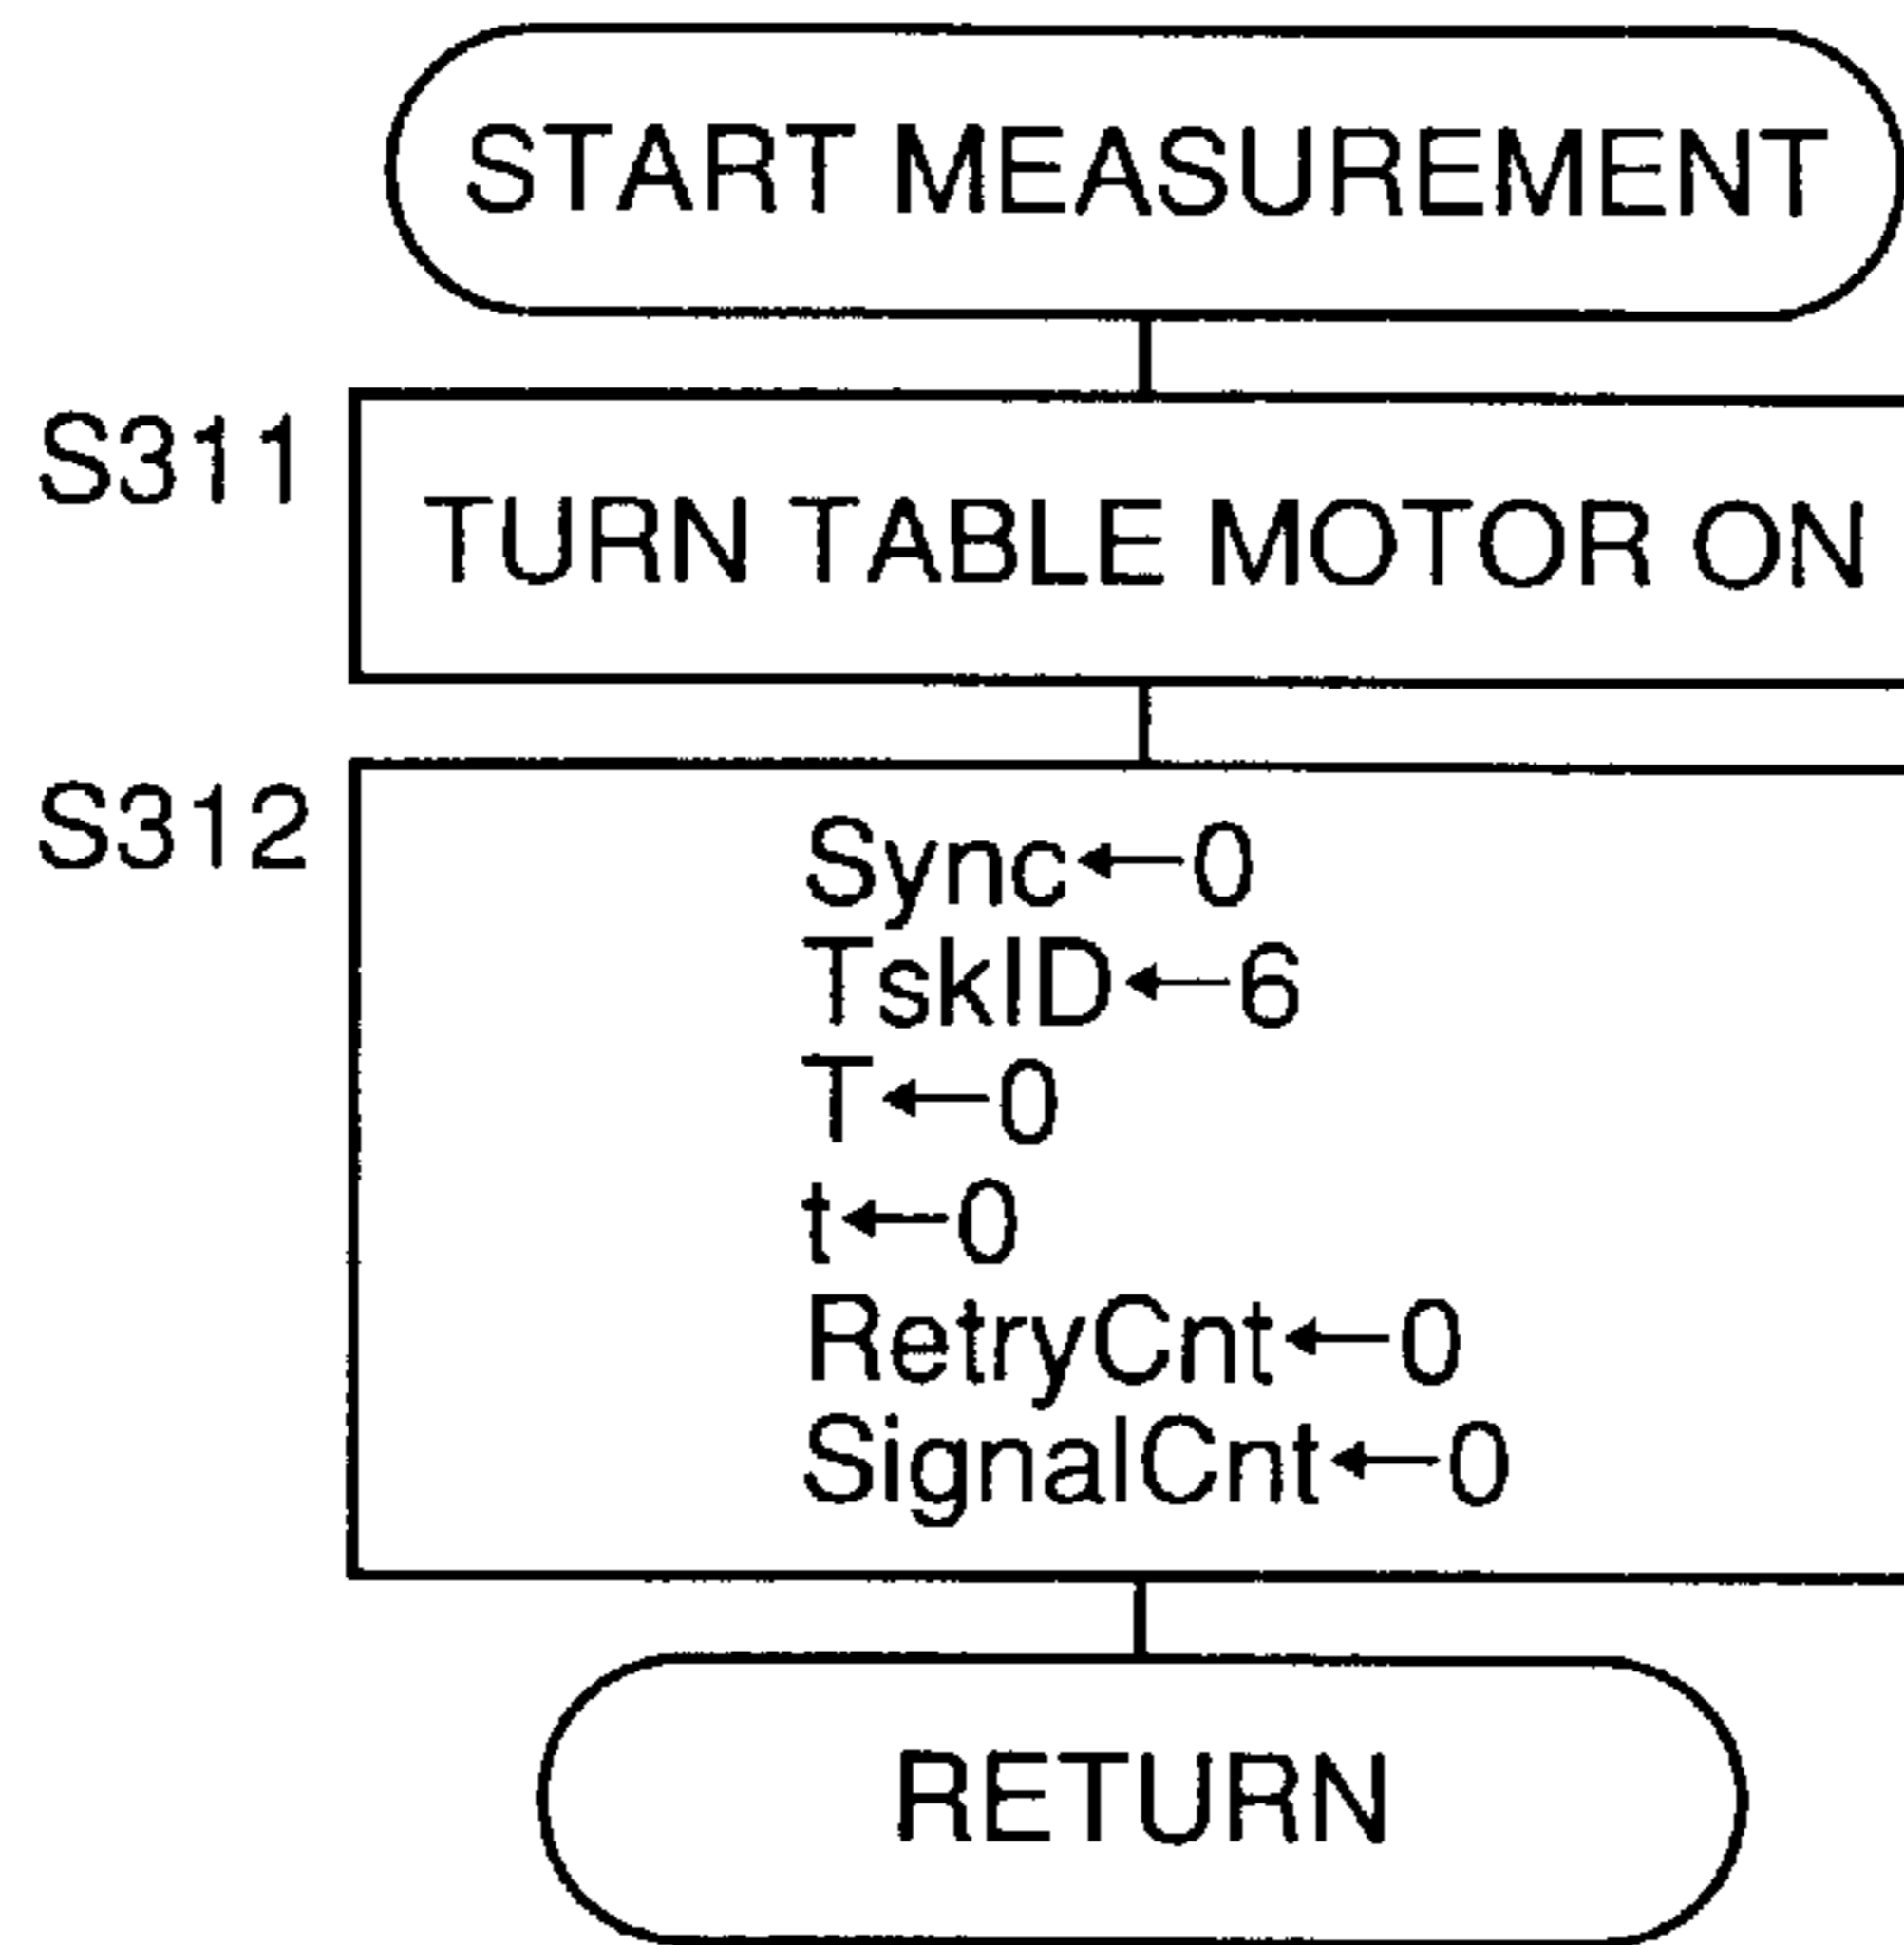 START MEASUREMENT
S311
TURN TABLE MOTOR ON
S312
Sync←0
TskID←6
T←0
t←0
RetryCnt←0
SignalCnt←0
RETURN